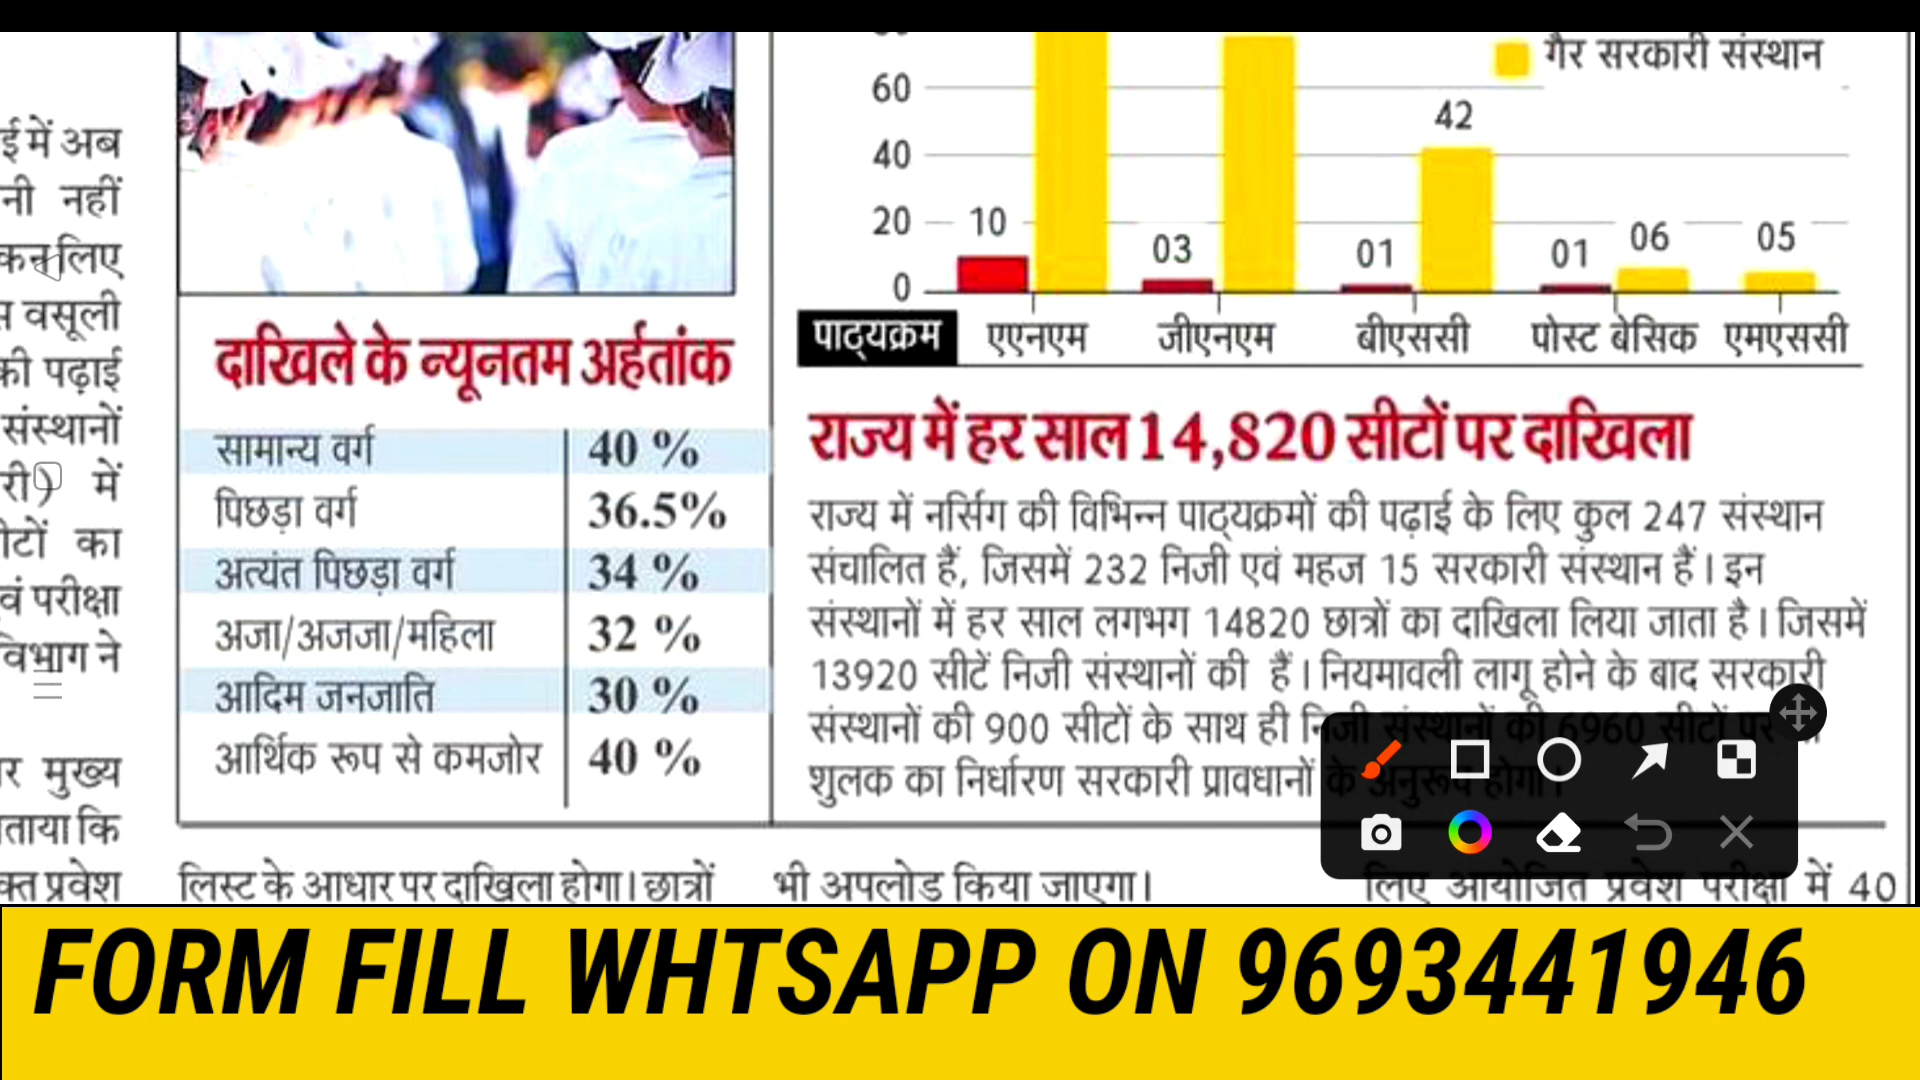 ई में अब
नी नहीं
लिए
वसूली
की पढ़ाई
संस्थानों
री) में
का
वं परीक्षा
विभाग ने
र मुख्य
ताया कि
क्त प्रवेश
दाखिले के न्यूनतम अर्हतांक
सामान्य वर्ग 40 %
पिछड़ा वर्ग 36.5%
अत्यंत पिछड़ा वर्ग 34 %
अजा/अजजा/महिला 32 %
आदिम जनजाति 30 %
आर्थिक रूप से कमजोर 40 %
लिस्ट के आधार पर दाखिला होगा। छात्रों
गैर सरकारी संस्थान
60
40
20
0
10 03 01 42 01 06 05
पाठ्यक्रम एएनएम जीएनएम बीएससी पोस्ट बेसिक एमएससी
राज्य में हर साल 14,820 सीटों पर दाखिला
राज्य में नर्सिग की विभिन्न पाठ्यक्रमों की पढ़ाई के लिए कुल 247 संस्थान
संचालित हैं, जिसमें 232 निजी एवं महज 15 सरकारी संस्थान हैं। इन
संस्थानों में हर साल लगभग 14820 छात्रों का दाखिला लिया जाता है। जिसमें
13920 सीटें निजी संस्थानों की हैं। नियमावली लागू होने के बाद सरकारी
संस्थानों की 900 सीटों के साथ ही निजी संस्थानों की 6960 सीटों पर
शुलक का निर्धारण सरकारी प्रावधानों के अनुरूप होगा।
भी अपलोड किया जाएगा।
लिए आयोजित प्रवेश परीक्षा में 40
FORM FILL WHTSAPP ON 9693441946